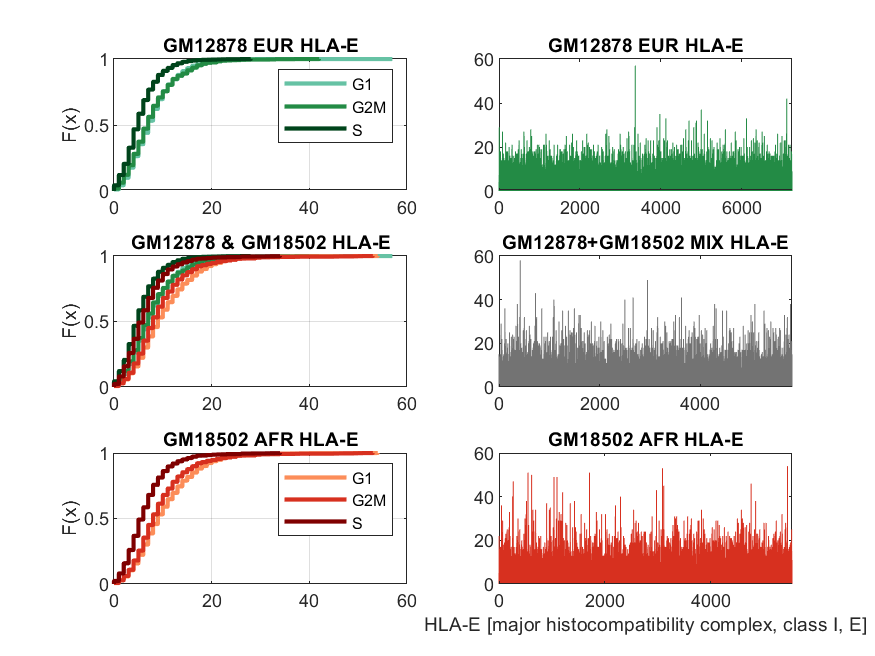 GM12878 EUR HLA-E
F(x)
1
0.5
0
0 20 40 60
G1
G2M
S
GM12878 EUR HLA-E
60
40
20
0
0 2000 4000 6000
GM12878 & GM18502 HLA-E
F(x)
1
0.5
0
0 20 40 60
GM12878+GM18502 MIX HLA-E
60
40
20
0
0 2000 4000
GM18502 AFR HLA-E
F(x)
1
0.5
0
0 20 40 60
G1
G2M
S
GM18502 AFR HLA-E
60
40
20
0
0 2000 4000
HLA-E [major histocompatibility complex, class I, E]